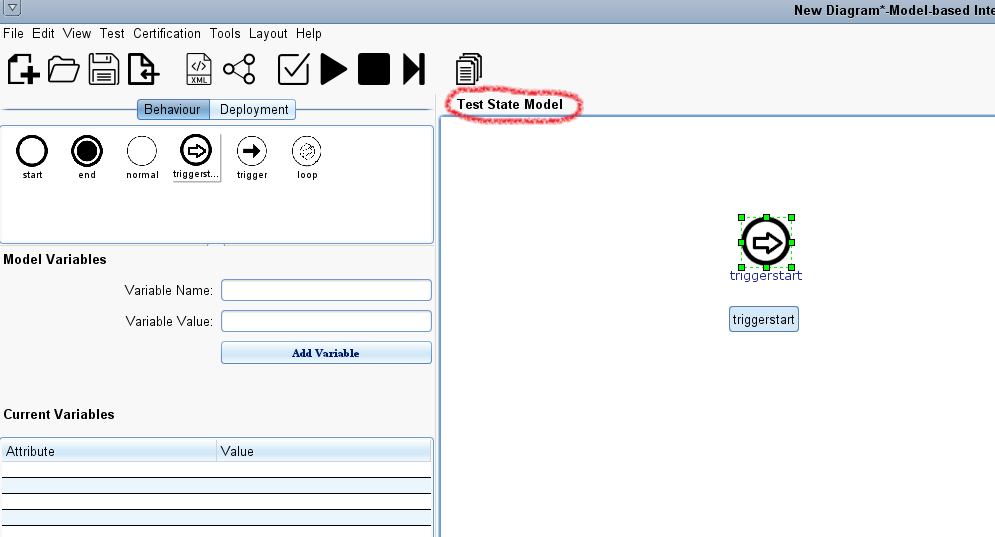 New Diagram*-Model-based Inte
File Edit View Test Certification Tools Layout Help
XML
Behaviour Deployment
Test State Model
start end normal triggerst... trigger loop
triggerstart
triggerstart
Model Variables
Variable Name:
Variable Value:
Add Variable
Current Variables
Attribute Value